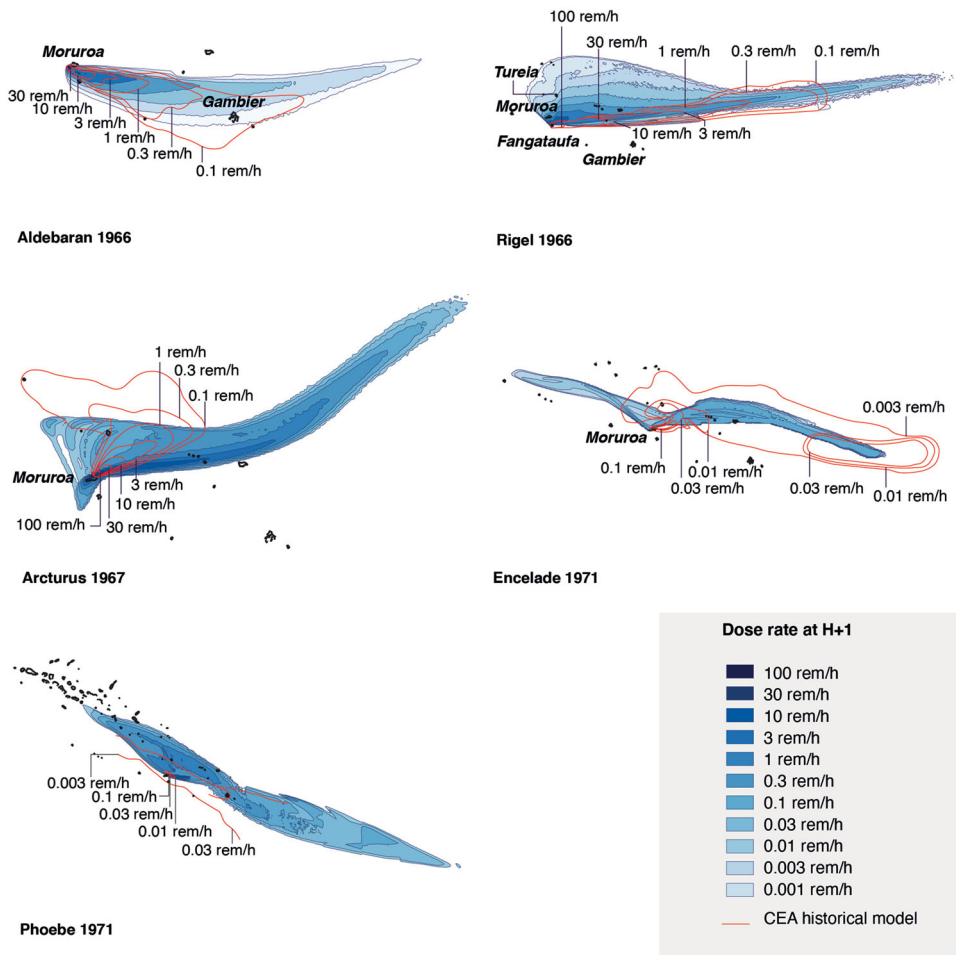 Moruroa
30 rem/h
10 rem/h
3 rem/h
1 rem/h
0.3 rem/h
0.1 rem/h
Gambier
Aldebaran 1966
100 rem/h
30 rem/h
1 rem/h
0.3 rem/h
0.1 rem/h
Tureia
Moruroa
Fangataufa
10 rem/h
3 rem/h
Gambier
Rigel 1966
1 rem/h
0.3 rem/h
0.1 rem/h
Moruroa
3 rem/h
10 rem/h
100 rem/h
30 rem/h
Arcturus 1967
0.003 rem/h
Moruroa
0.1 rem/h
0.01 rem/h
0.03 rem/h
0.03 rem/h
0.01 rem/h
Encelade 1971
0.003 rem/h
0.1 rem/h
0.03 rem/h
0.01 rem/h
0.03 rem/h
Phoebe 1971
Dose rate at H+1
100 rem/h
30 rem/h
10 rem/h
3 rem/h
1 rem/h
0.3 rem/h
0.1 rem/h
0.03 rem/h
0.01 rem/h
0.003 rem/h
0.001 rem/h
CEA historical model